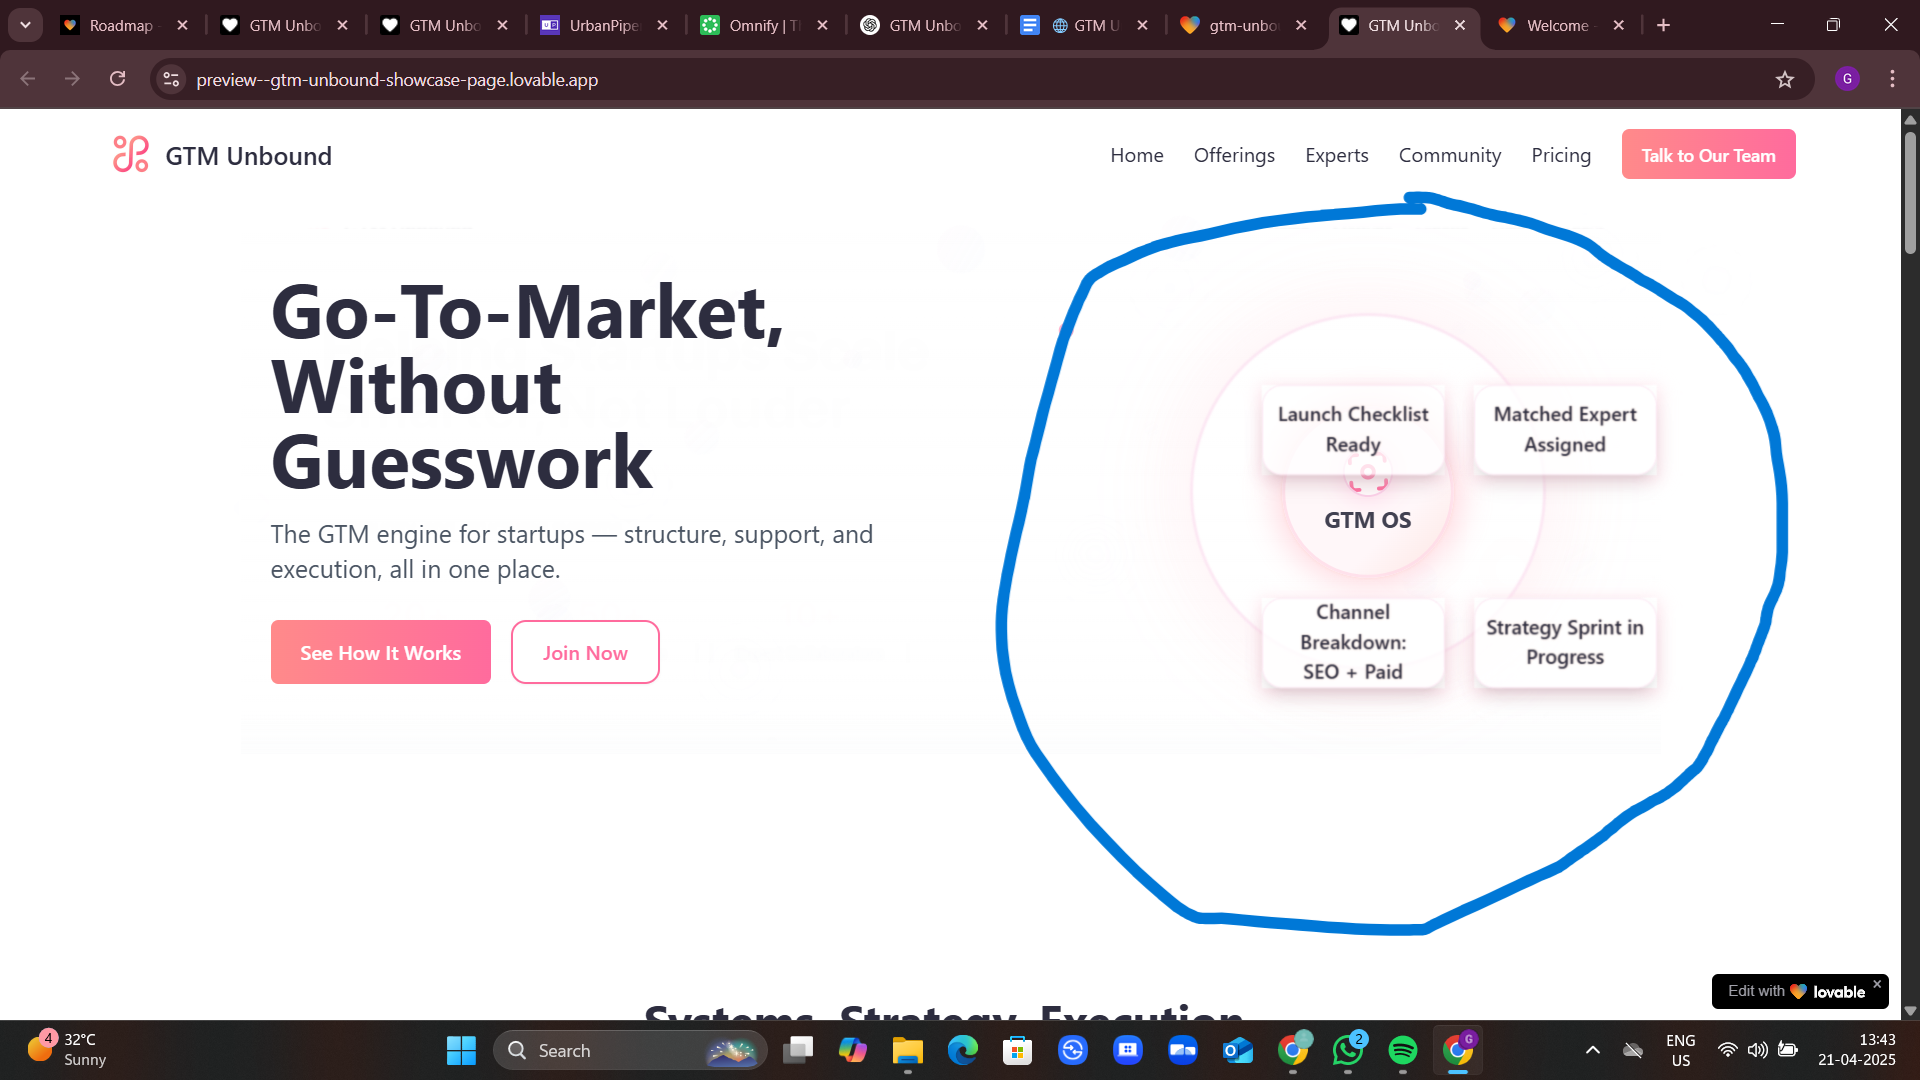 Roadmap -
GTM Unbo
GTM Unbo
UrbanPipe
Omnify | T
GTM Unbo
GTM U
gtm-unbo
GTM Unbo
Welcome -
preview--gtm-unbound-showcase-page.lovable.app
G
GTM Unbound
Home
Offerings
Experts
Community
Pricing
Talk to Our Team
Go-To-Market,
Without
Guesswork
The GTM engine for startups — structure, support, and
execution, all in one place.
See How It Works
Join Now
Launch Checklist
Ready
Matched Expert
Assigned
GTM OS
Channel
Breakdown:
SEO + Paid
Strategy Sprint in
Progress
Systems. Strategy. Execution
Edit with lovable
4
32°C
Sunny
Search
2
G
ENG
US
13:43
21-04-2025